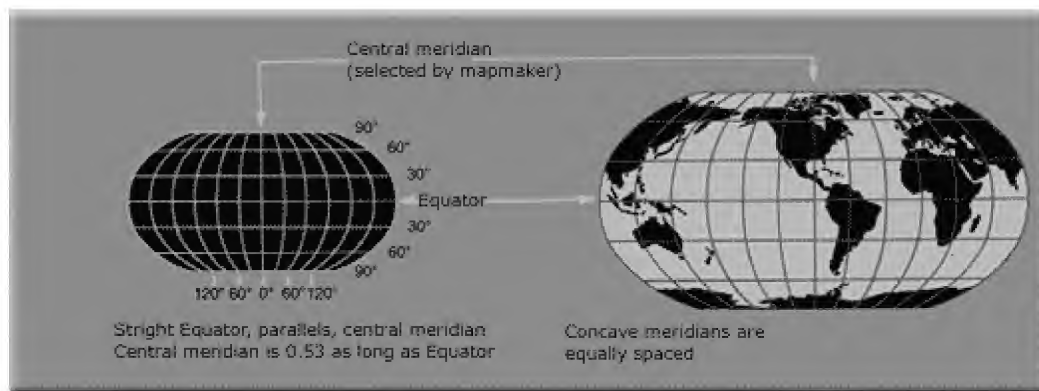 Central meridian
(selected by mapmaker)
90°
60°
30°
Equator
30°
60°
90°
120° 60° 0° 60° 120°
Stright Equator, parallels, central meridian
Central meridian is 0.53 as long as Equator
Concave meridians are
equally spaced